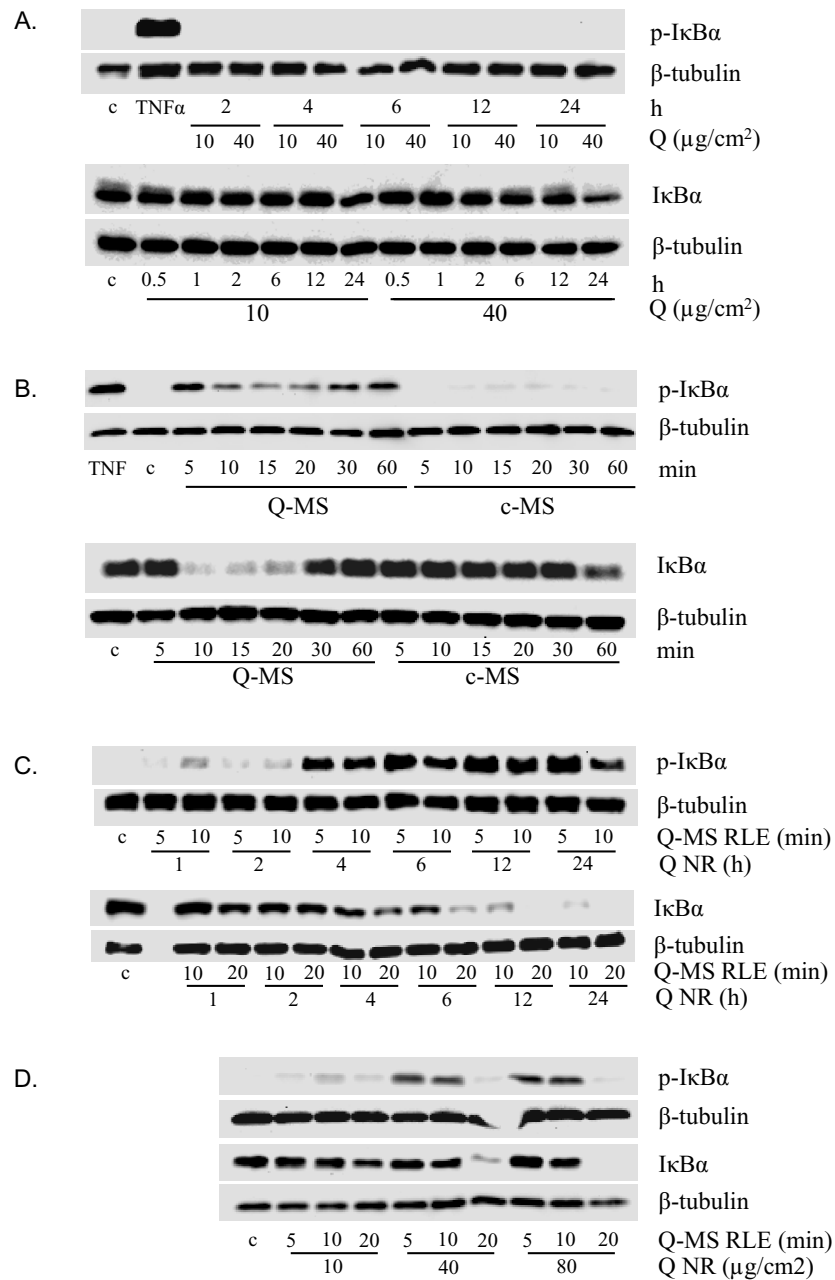 A.
p-IκBα
β-tubulin
c TNFα 2 4 6 12 24 h
10 40 10 40 10 40 10 40 10 40 Q (µg/cm²)
IκBα
β-tubulin
c 0.5 1 2 6 12 24 0.5 1 2 6 12 24 h
10 40 Q (µg/cm²)
B.
p-IκBα
β-tubulin
TNF c 5 10 15 20 30 60 5 10 15 20 30 60 min
Q-MS c-MS
IκBα
β-tubulin
c 5 10 15 20 30 60 5 10 15 20 30 60 min
Q-MS c-MS
C.
p-IκBα
β-tubulin
c 5 10 5 10 5 10 5 10 5 10 5 10 Q-MS RLE (min)
1 2 4 6 12 24 Q NR (h)
IκBα
β-tubulin
c 10 20 10 20 10 20 10 20 10 20 10 20 Q-MS RLE (min)
1 2 4 6 12 24 Q NR (h)
D.
p-IκBα
β-tubulin
IκBα
β-tubulin
c 5 10 20 5 10 20 5 10 20 Q-MS RLE (min)
10 40 80 Q NR (µg/cm2)